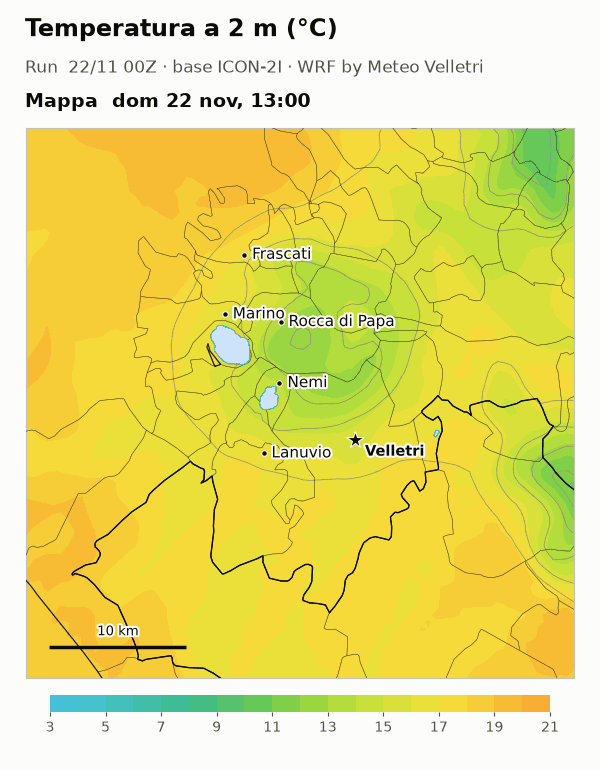 Temperatura a 2 m (°C)
Run  22/11 00Z · base ICON-2I · WRF by Meteo Velletri
Mappa  dom 22 nov, 13:00
Frascati
Marino
Rocca di Papa
Nemi
Velletri
Lanuvio
10 km
3 5 7 9 11 13 15 17 19 21